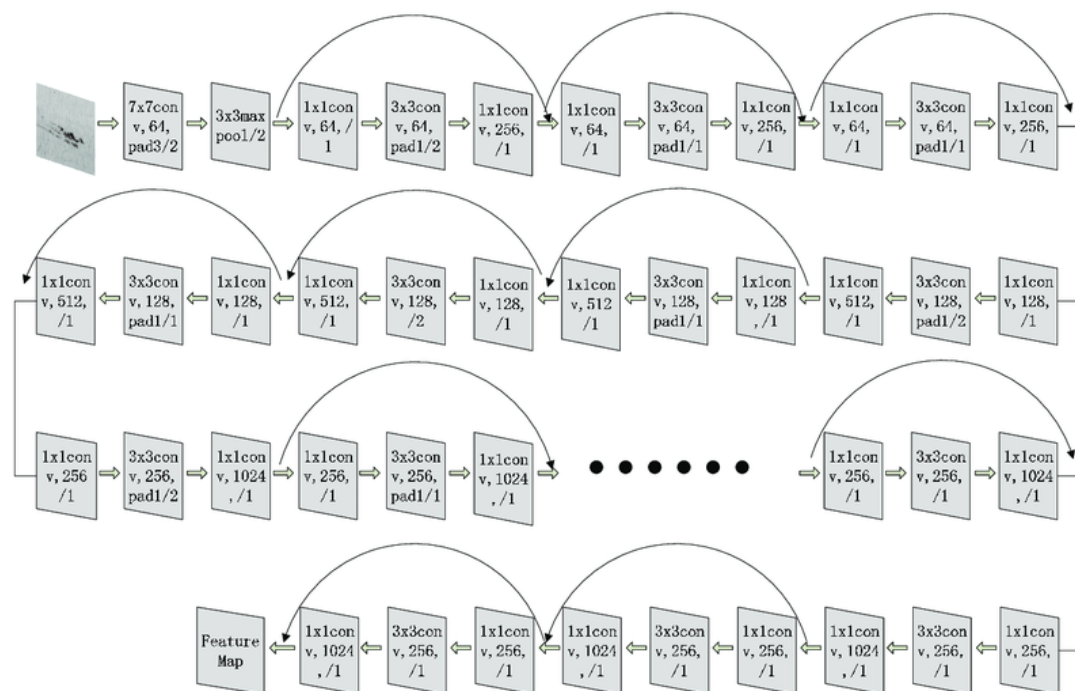 7x7con
v,64,
pad3/2
3x3max
pool/2
1x1con
v,64,/
1
3x3con
v,64,
pad1/2
1x1con
v,256,
/1
1x1con
v,64,
/1
3x3con
v,64,
pad1/1
1x1con
v,256,
/1
1x1con
v,64,
/1
3x3con
v,64,
pad1/1
1x1con
v,256,
/1
1x1con
v,512,
/1
3x3con
v,128,
pad1/1
1x1con
v,128,
/1
1x1con
v,512,
/1
3x3con
v,128,
/2
1x1con
v,128,
/1
1x1con
v,512
/1
3x3con
v,128,
pad1/1
1x1con
v,128
,/1
1x1con
v,512,
/1
3x3con
v,128,
pad1/2
1x1con
v,128,
/1
1x1con
v,256
/1
3x3con
v,256,
pad1/2
1x1con
v,1024
,/1
1x1con
v,256,
/1
3x3con
v,256,
pad1/1
1x1con
v,1024
,/1
1x1con
v,256,
/1
3x3con
v,256,
/1
1x1con
v,1024
,/1
Feature
Map
1x1con
v,1024
,/1
3x3con
v,256,
/1
1x1con
v,256,
/1
1x1con
v,1024
,/1
3x3con
v,256,
/1
1x1con
v,256,
/1
1x1con
v,1024
,/1
3x3con
v,256,
/1
1x1con
v,256,
/1